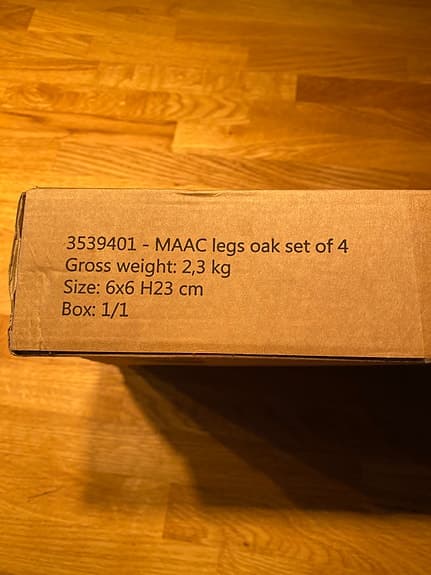 3539401 - MAAC legs oak set of 4
Gross weight: 2,3 kg
Size: 6x6 H23 cm
Box: 1/1